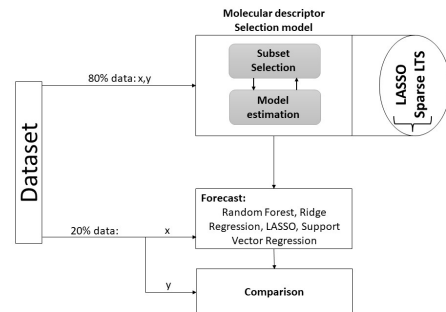 Molecular descriptor
Selection model
Subset
Selection
80% data: x,y
Model
estimation
LASSO
Sparse LTS
Dataset
Forecast:
Random Forest, Ridge
Regression, LASSO, Support
Vector Regression
20% data:
x
y
Comparison